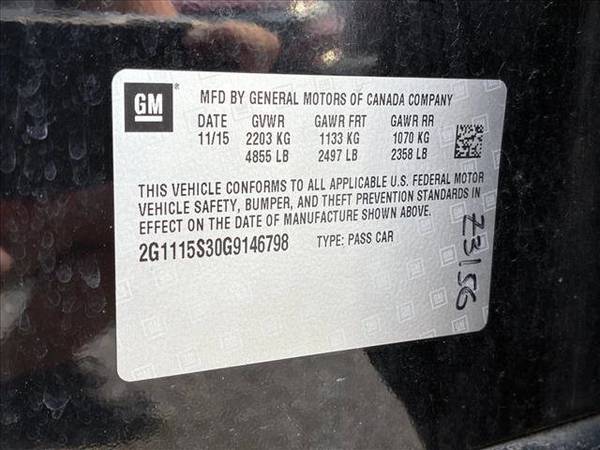 GM ®
MFD BY GENERAL MOTORS OF CANADA COMPANY
DATE GVWR GAWR FRT GAWR RR
11/15 2203 KG 1133 KG 1070 KG
4855 LB 2497 LB 2358 LB
THIS VEHICLE CONFORMS TO ALL APPLICABLE U.S. FEDERAL MOTOR
VEHICLE SAFETY, BUMPER, AND THEFT PREVENTION STANDARDS IN
EFFECT ON THE DATE OF MANUFACTURE SHOWN ABOVE.
2G1115S30G9146798 TYPE: PASS CAR
Z3156